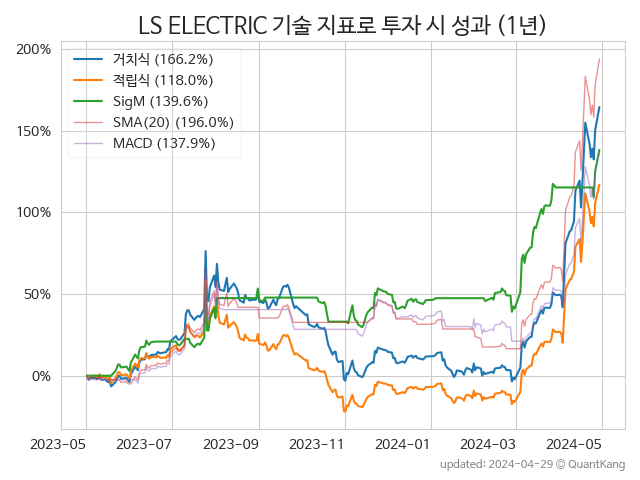 LS ELECTRIC 기술 지표로 투자 시 성과 (1년)
거치식 (166.2%)
적립식 (118.0%)
SigM (139.6%)
SMA(20) (196.0%)
MACD (137.9%)
200%
150%
100%
50%
0%
2023-05 2023-07 2023-09 2023-11 2024-01 2024-03 2024-05
updated: 2024-04-29 © QuantKang